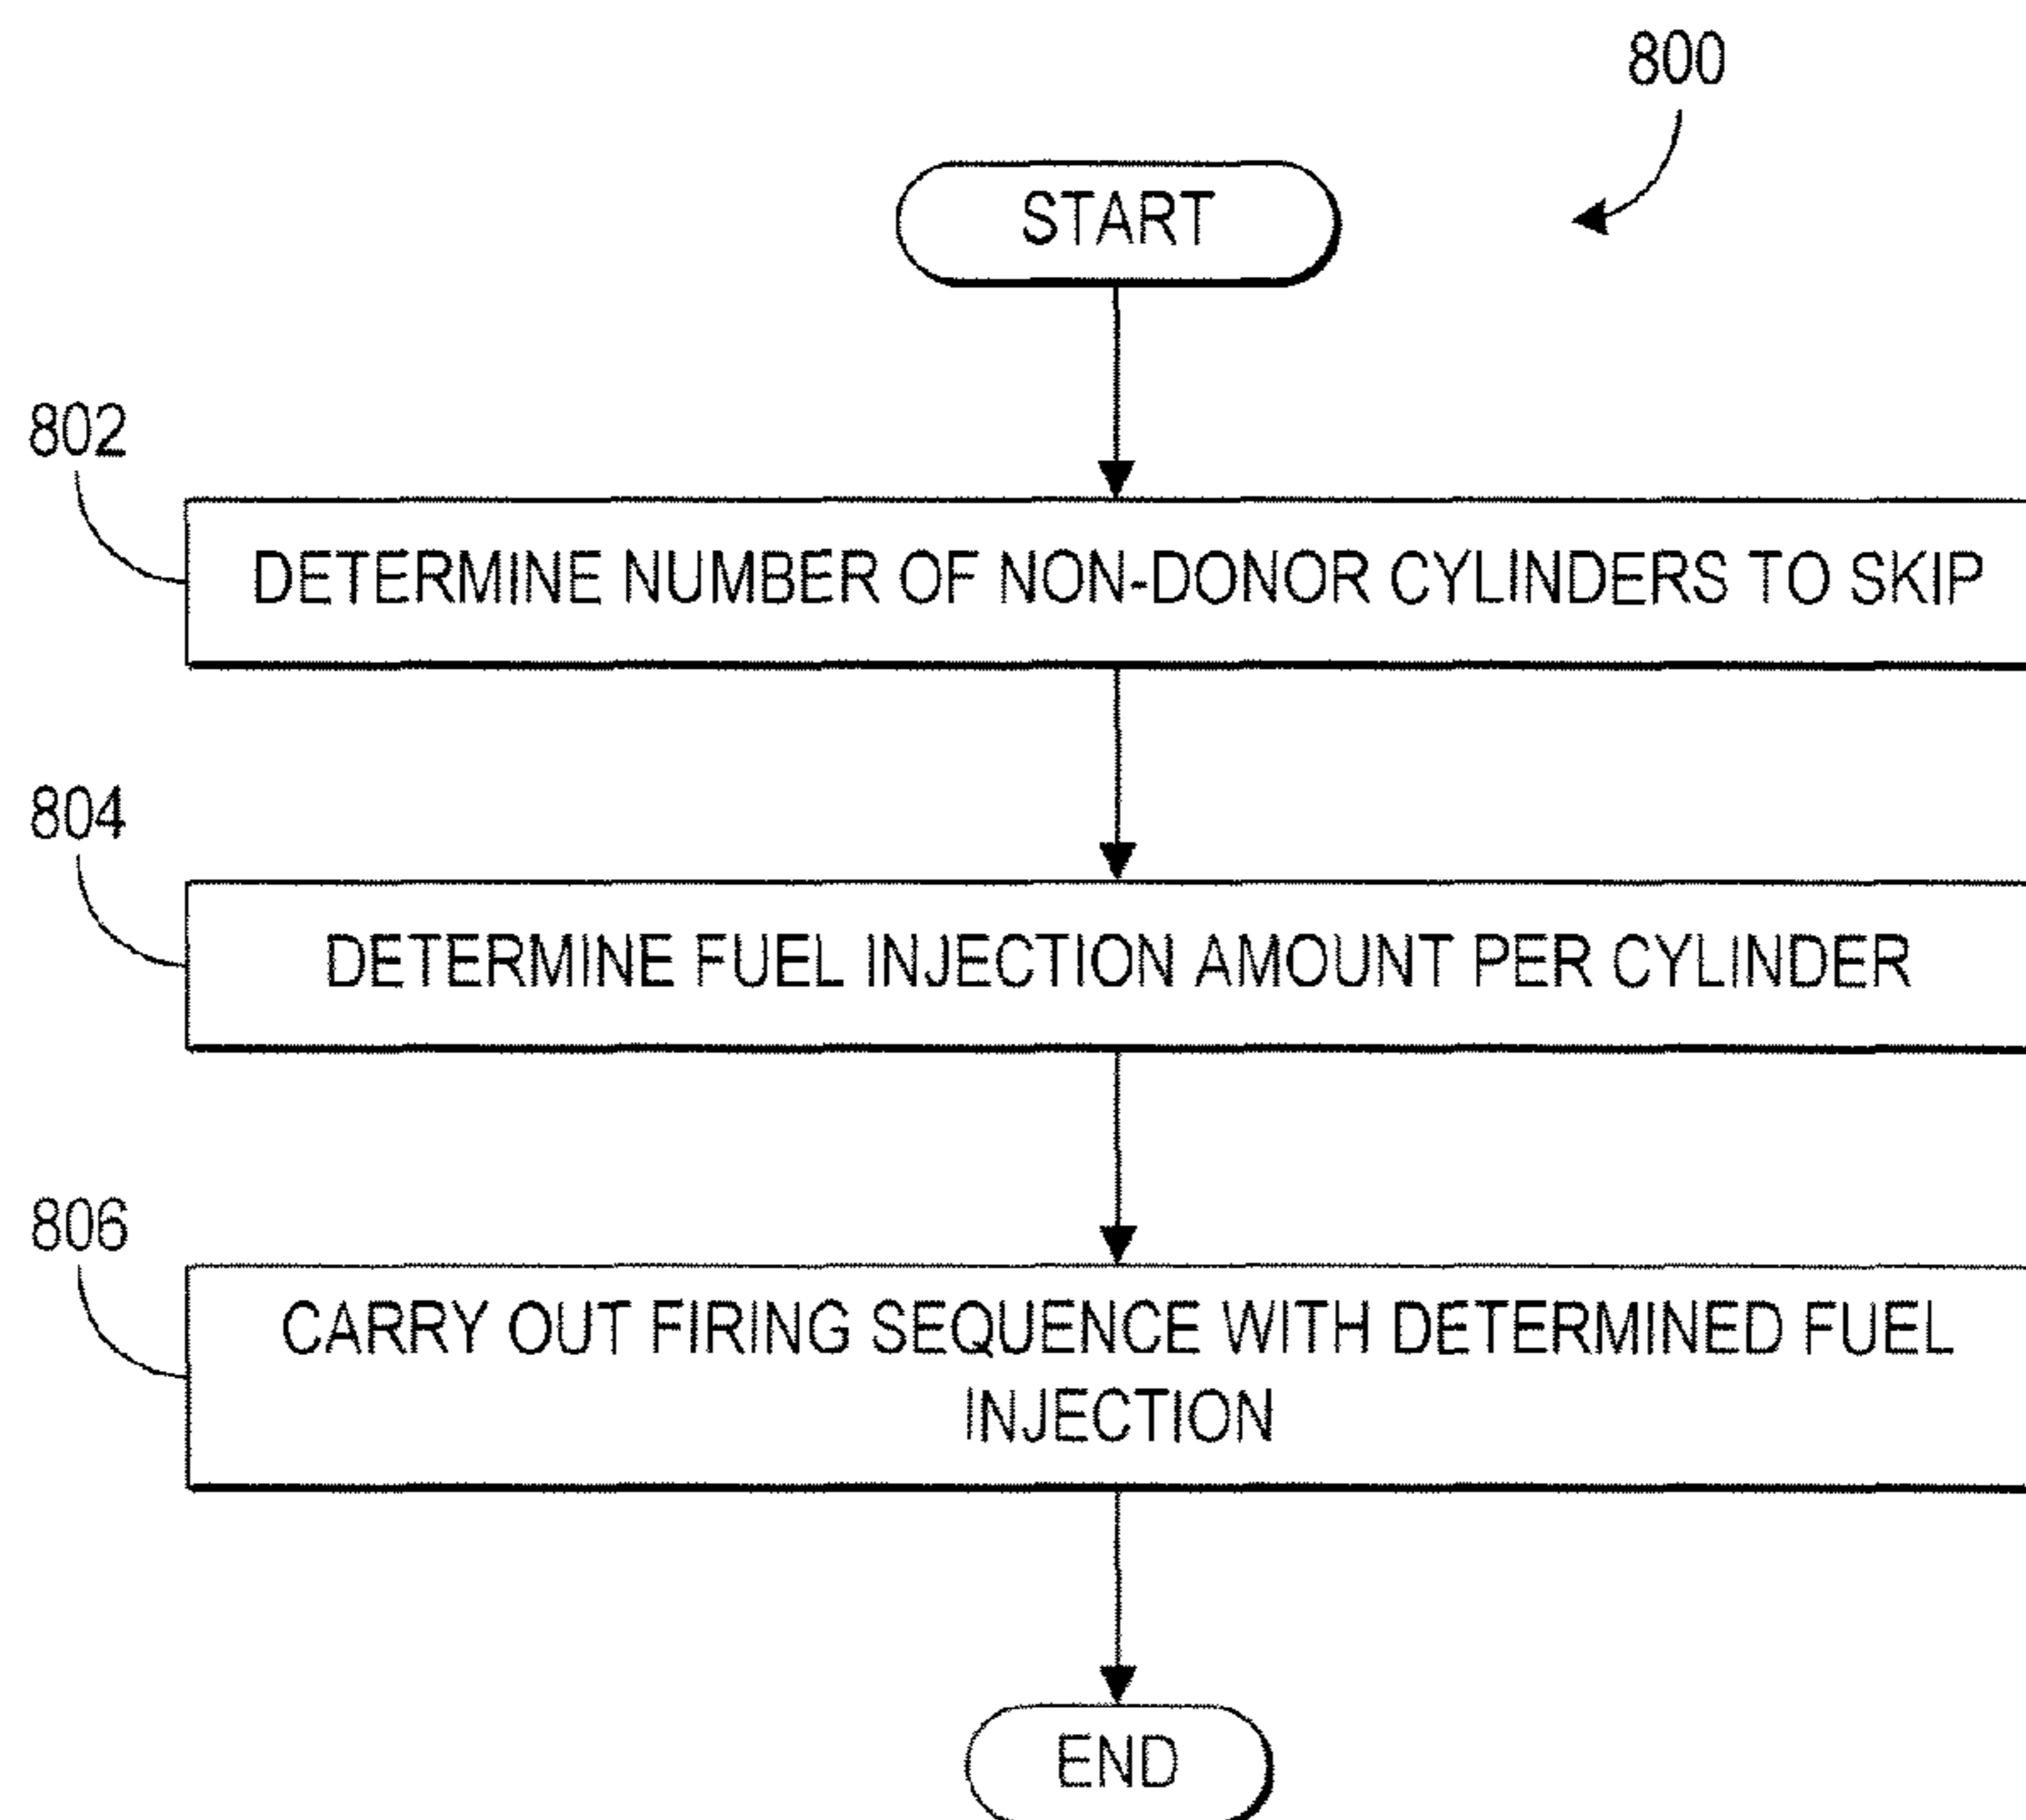 800
START
802
DETERMINE NUMBER OF NON-DONOR CYLINDERS TO SKIP
804
DETERMINE FUEL INJECTION AMOUNT PER CYLINDER
806
CARRY OUT FIRING SEQUENCE WITH DETERMINED FUEL
INJECTION
END